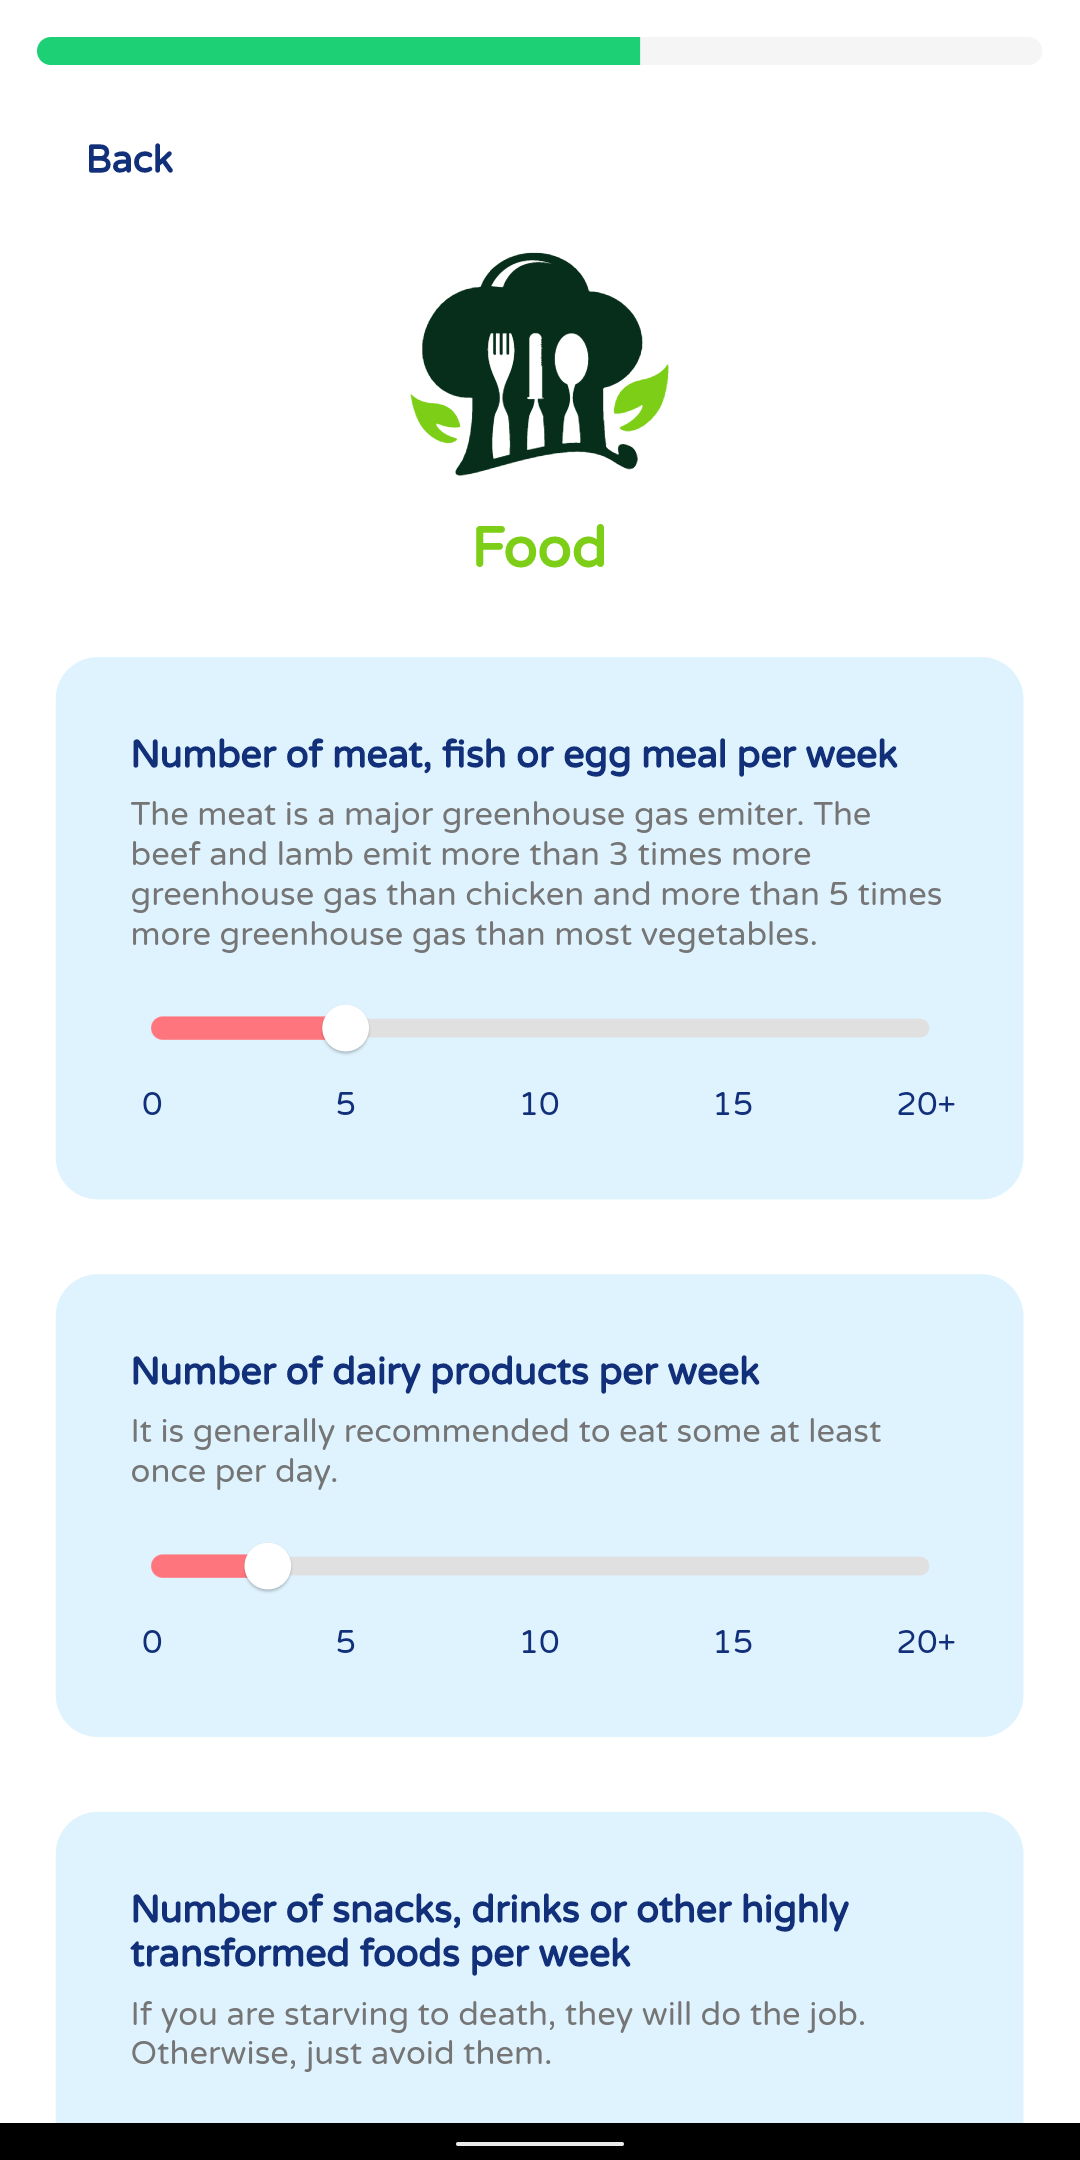 Back
Food
Number of meat, fish or egg meal per week
The meat is a major greenhouse gas emiter. The
beef and lamb emit more than 3 times more
greenhouse gas than chicken and more than 5 times
more greenhouse gas than most vegetables.
0 5 10 15 20+
Number of dairy products per week
It is generally recommended to eat some at least
once per day.
0 5 10 15 20+
Number of snacks, drinks or other highly
transformed foods per week
If you are starving to death, they will do the job.
Otherwise, just avoid them.